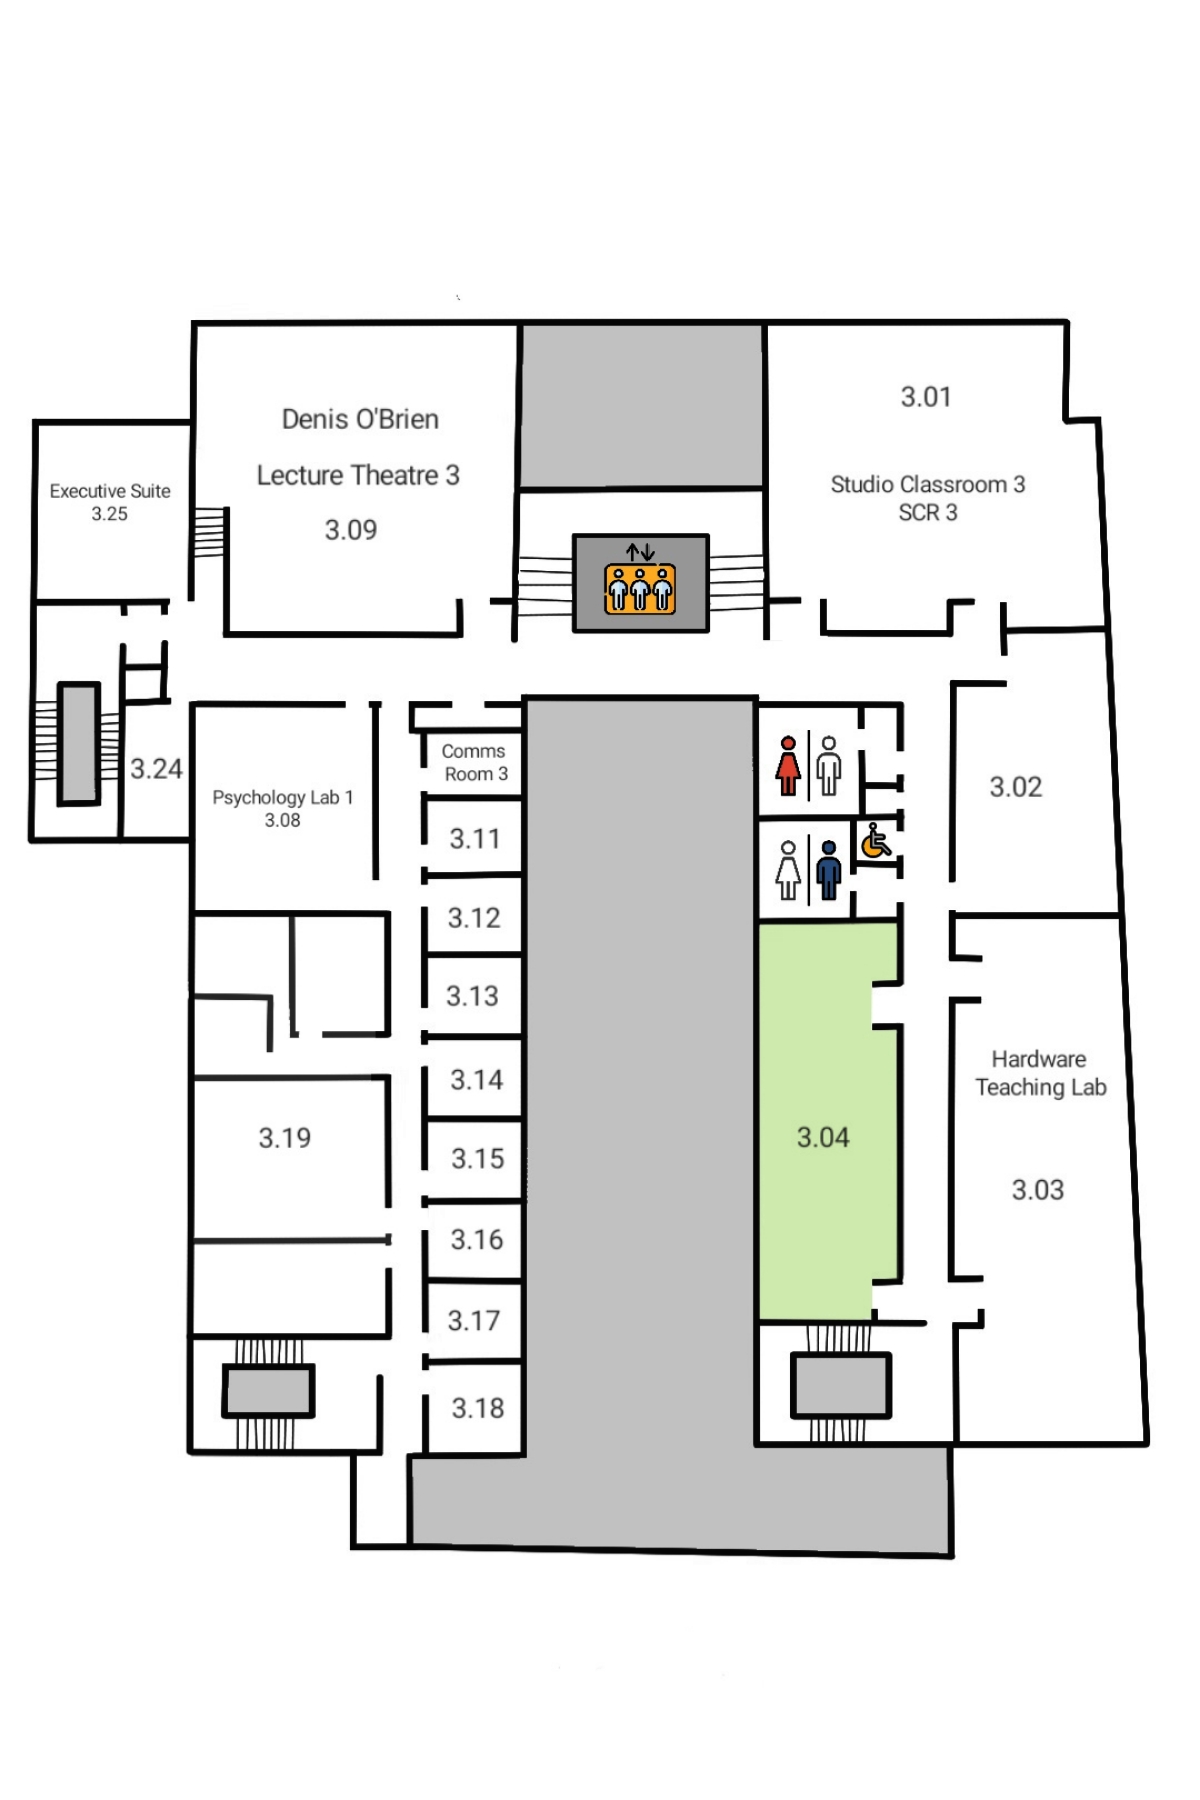 Denis O'Brien
Lecture Theatre 3
3.09
3.01
Studio Classroom 3
SCR 3
Executive Suite
3.25
3.24
Psychology Lab 1
3.08
Comms
Room 3
3.11
3.12
3.13
3.14
3.15
3.16
3.17
3.18
3.19
3.02
3.04
Hardware
Teaching Lab
3.03